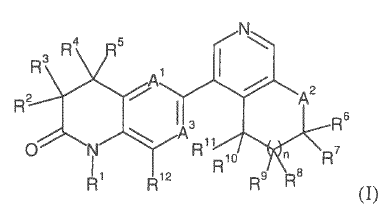 N
R⁴ R⁵
R³ A¹ A²
R² R⁶
A³
O N R¹¹ ( )n R⁷
R¹⁰ R⁸
R¹ R¹² R⁹
(I)